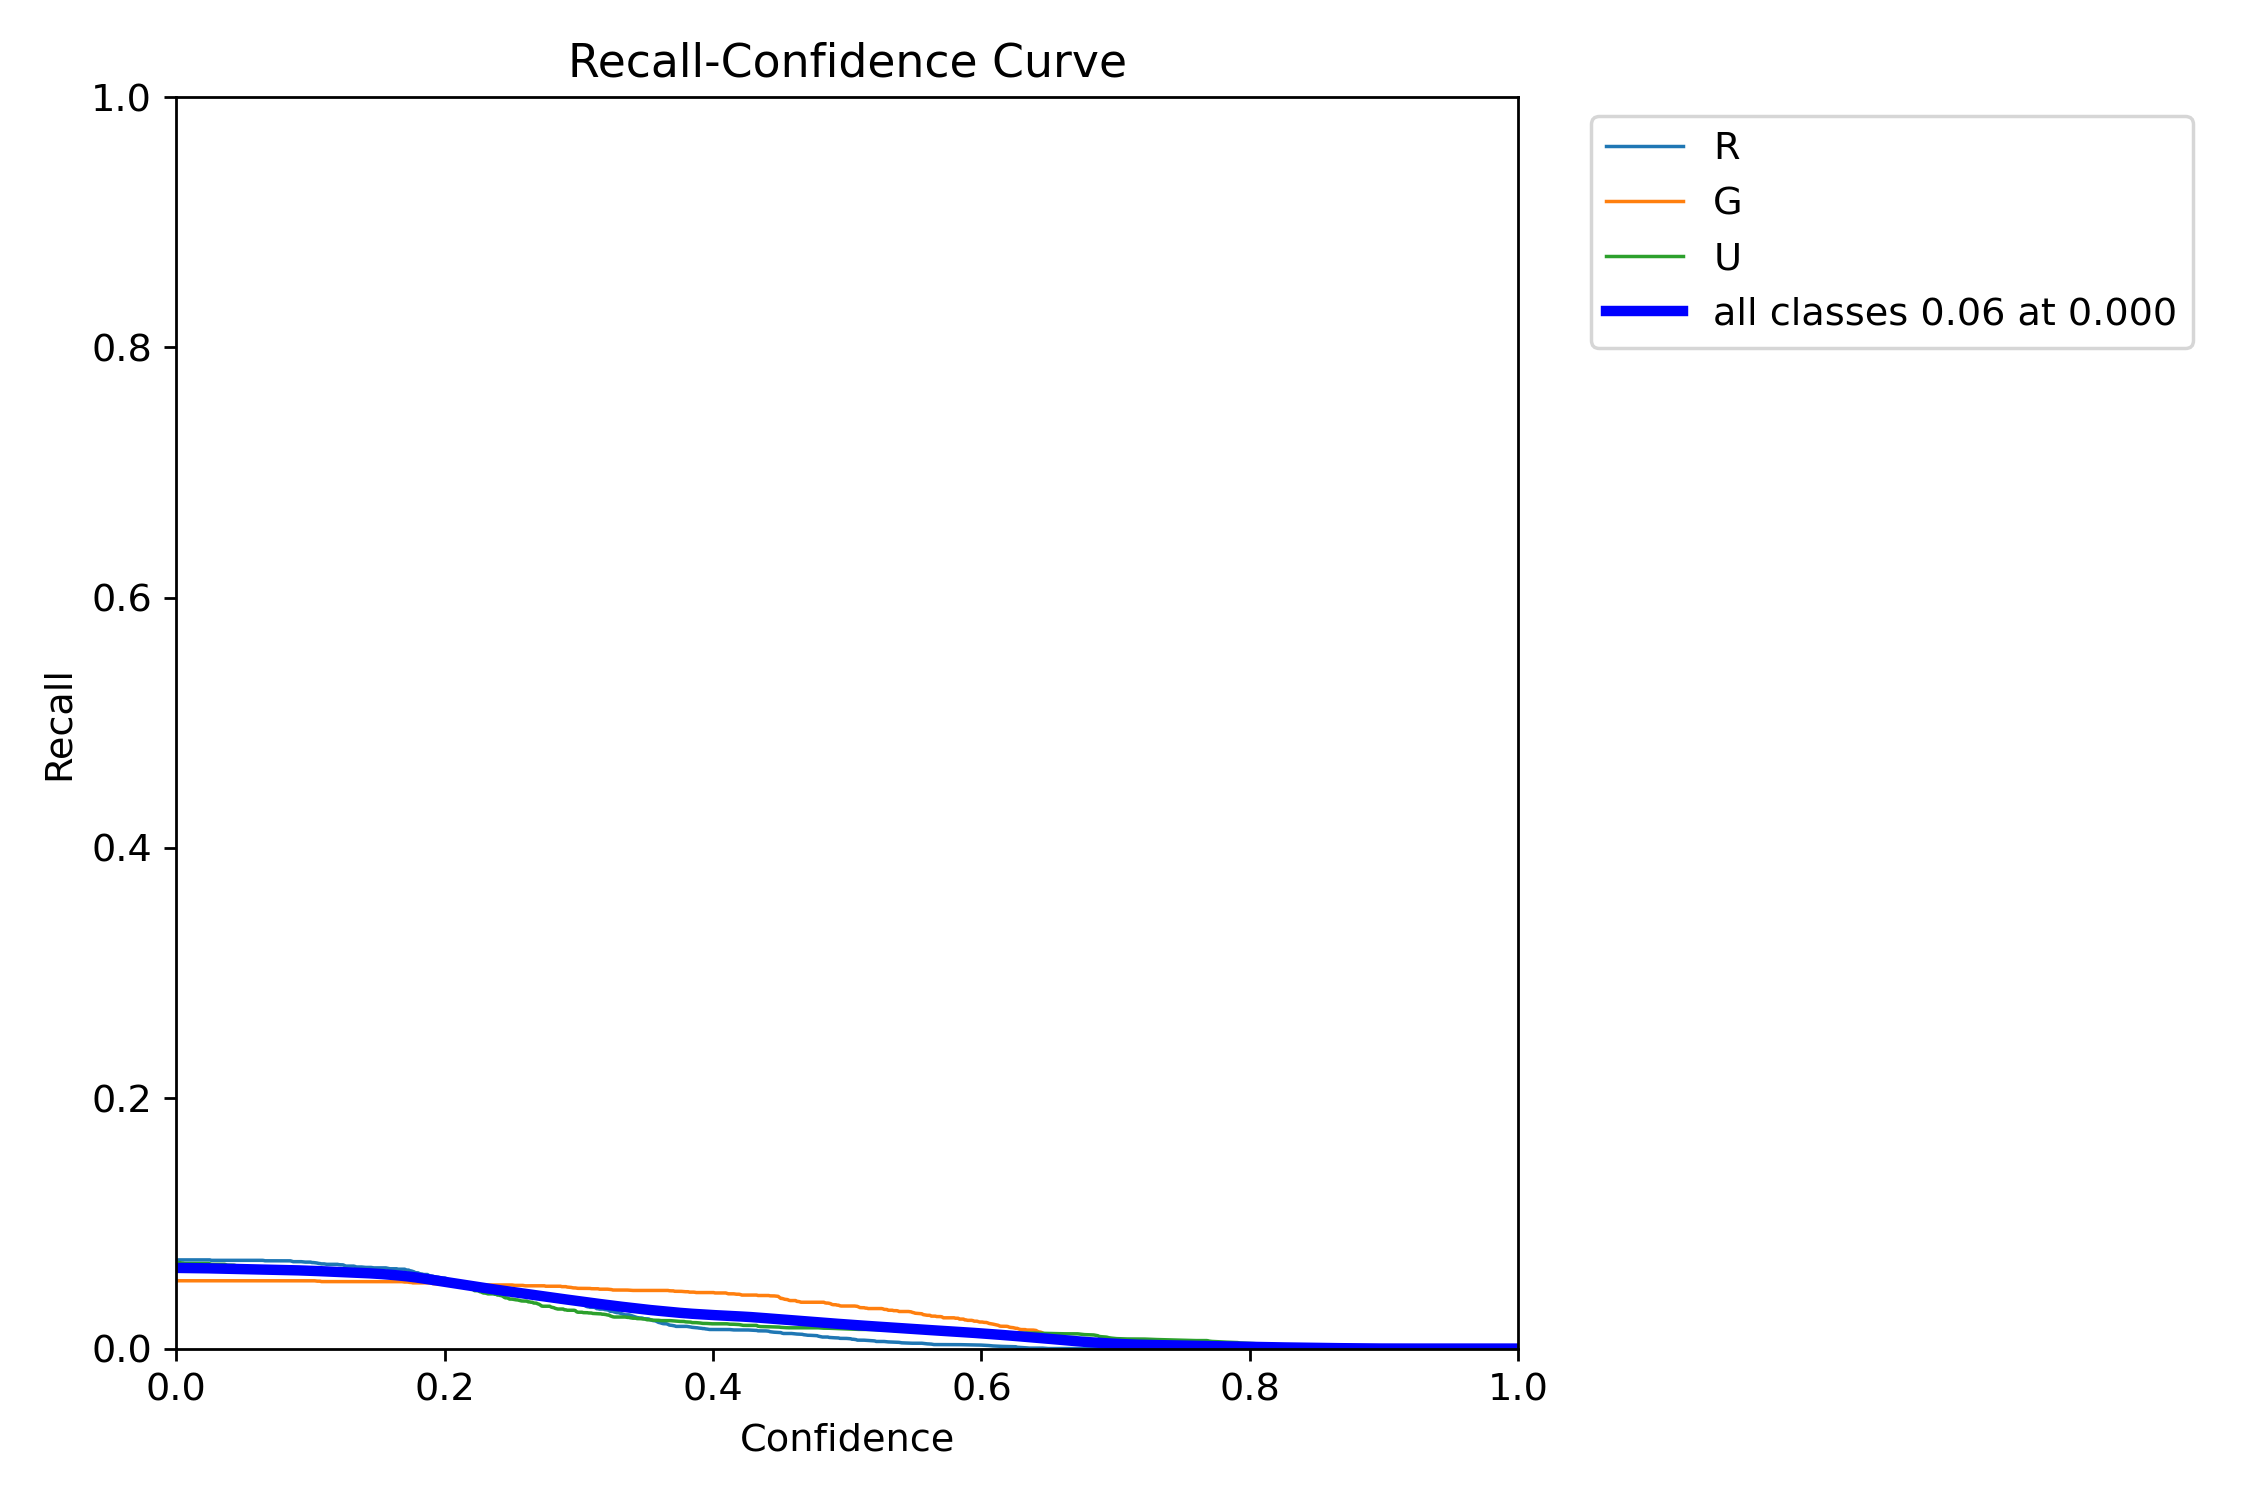 Recall-Confidence Curve
1.0
0.8
0.6
0.4
0.2
0.0
Recall
0.0 0.2 0.4 0.6 0.8 1.0
Confidence
R
G
U
all classes 0.06 at 0.000